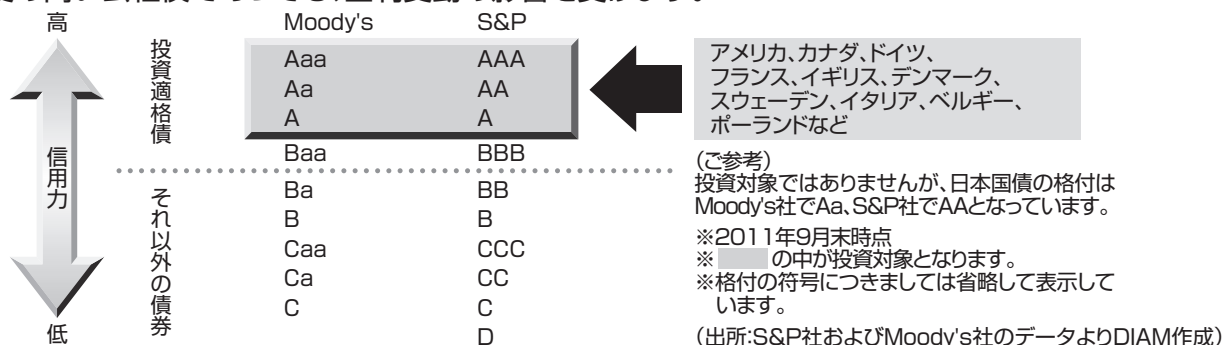 高
Moody's S&P
投資適格債
Aaa AAA
Aa AA
A A
Baa BBB
アメリカ、カナダ、ドイツ、
フランス、イギリス、デンマーク、
スウェーデン、イタリア、ベルギー、
ポーランドなど
信用力
それ以外の債券
Ba BB
B B
Caa CCC
Ca CC
C C
D
低
(ご参考)
投資対象ではありませんが、日本国債の格付は
Moody's社でAa、S&P社でAAとなっています。
※2011年9月末時点
※ の中が投資対象となります。
※格付の符号につきましては省略して表示して
います。
(出所:S&P社およびMoody's社のデータよりDIAM作成)